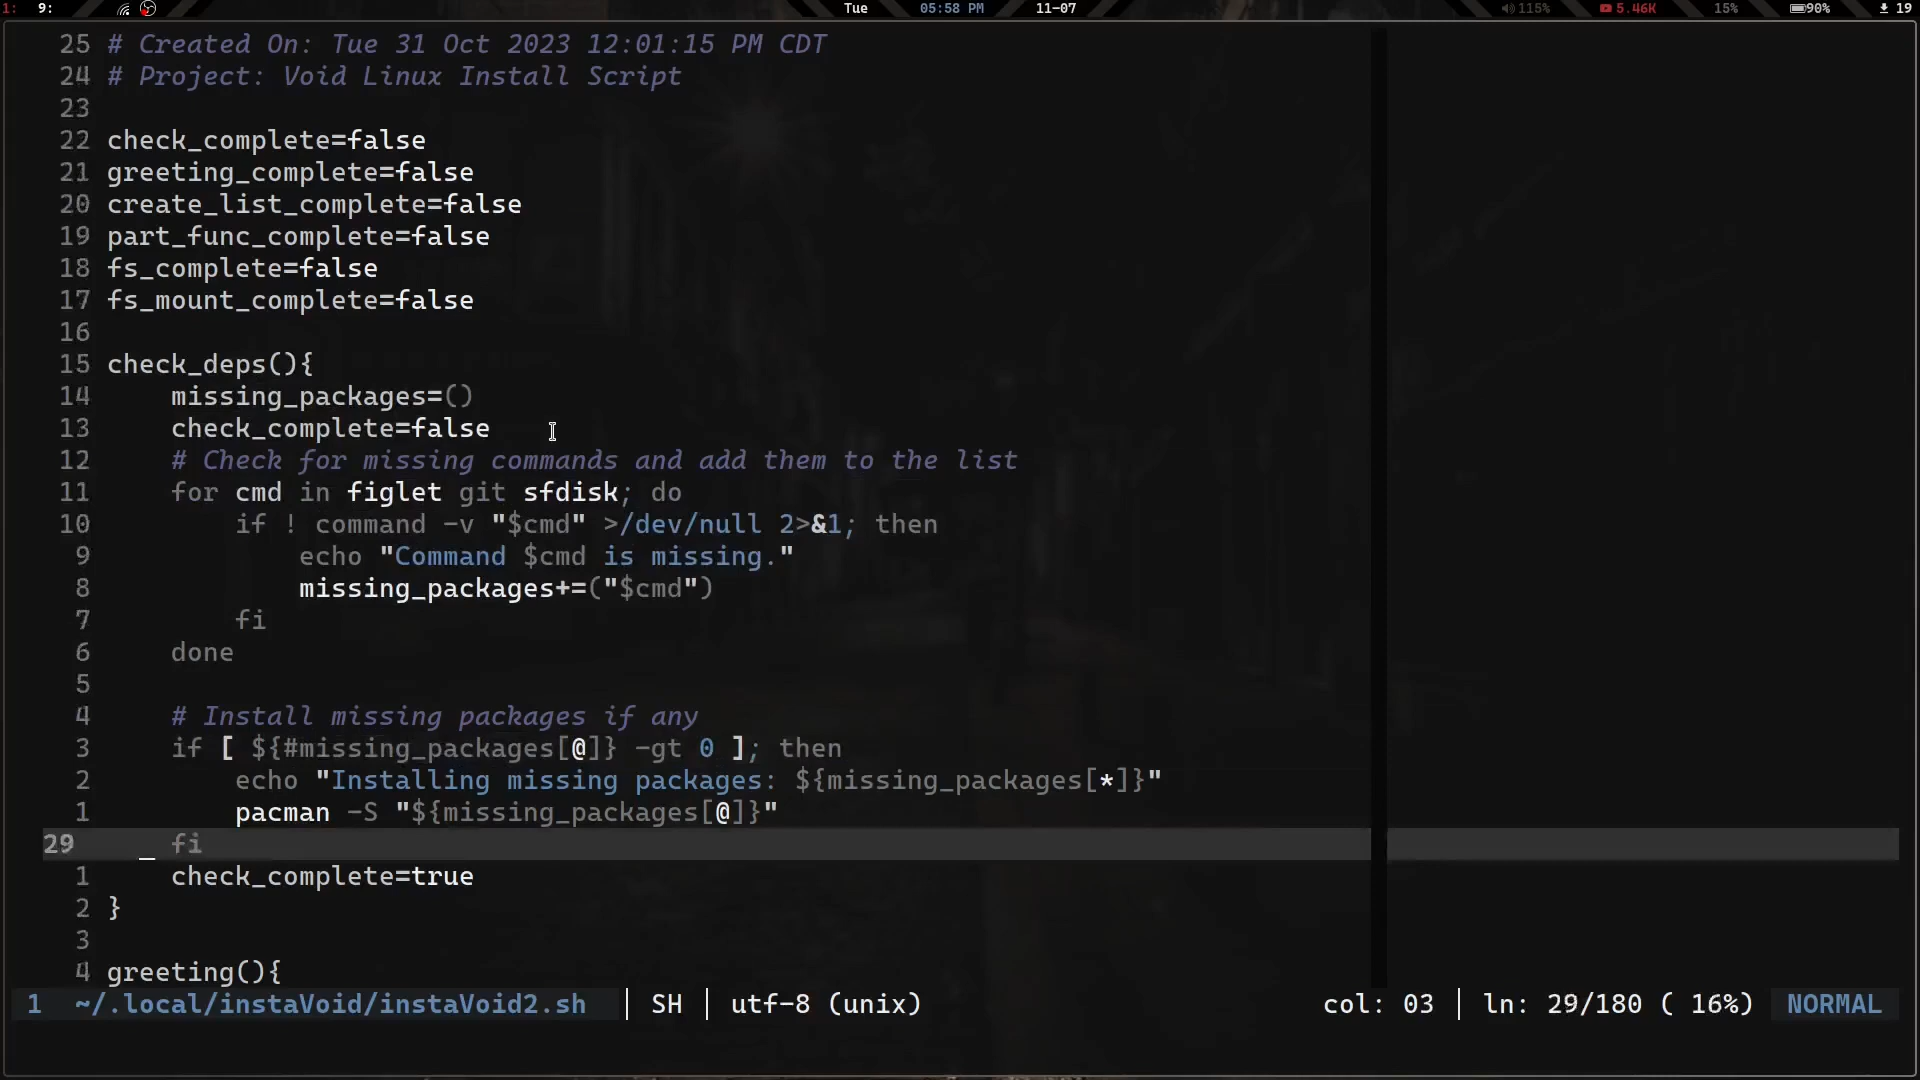 1: 9: Tue 05:58 PM 11-07 115% 5.46K 15% 90% 19
25 # Created On: Tue 31 Oct 2023 12:01:15 PM CDT
24 # Project: Void Linux Install Script
23
22 check_complete=false
21 greeting_complete=false
20 create_list_complete=false
19 part_func_complete=false
18 fs_complete=false
17 fs_mount_complete=false
16
15 check_deps(){
14     missing_packages=()
13     check_complete=false
12     # Check for missing commands and add them to the list
11     for cmd in figlet git sfdisk; do
10         if ! command -v "$cmd" >/dev/null 2>&1; then
9             echo "Command $cmd is missing."
8             missing_packages+=("$cmd")
7         fi
6     done
5
4     # Install missing packages if any
3     if [ ${#missing_packages[@]} -gt 0 ]; then
2         echo "Installing missing packages: ${missing_packages[*]}"
1         pacman -S "${missing_packages[@]}"
29     fi
1     check_complete=true
2 }
3
4 greeting(){
1 ~/.local/instaVoid/instaVoid2.sh | SH | utf-8 (unix) col: 03 | ln: 29/180 ( 16%) NORMAL